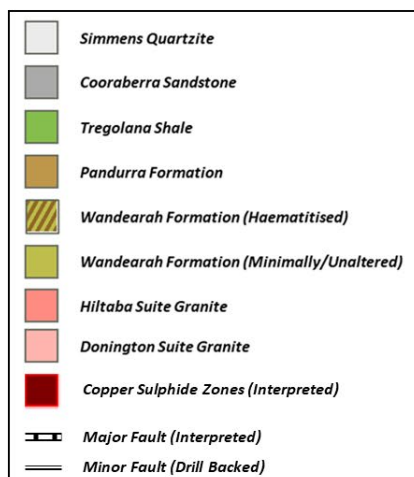 Simmens Quartzite
Cooraberra Sandstone
Tregolana Shale
Pandurra Formation
Wandearah Formation (Haematitised)
Wandearah Formation (Minimally/Unaltered)
Hiltaba Suite Granite
Donington Suite Granite
Copper Sulphide Zones (Interpreted)
Major Fault (Interpreted)
Minor Fault (Drill Backed)